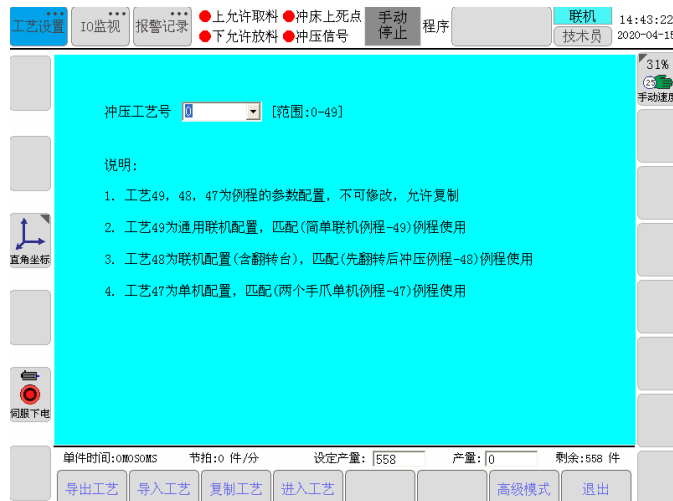 工艺设置 IO监视 报警记录 ●上允许取料 ●冲床上死点 手动 程序 联机 14:43:22
●下允许放料 ●冲压信号 停止 技术员 2020-04-15
31%
25
手动速度
冲压工艺号 0 [范围:0-49]
说明:
1. 工艺49, 48, 47为例程的参数配置, 不可修改, 允许复制
2. 工艺49为通用联机配置, 匹配(简单联机例程-49)例程使用
直角坐标
3. 工艺48为联机配置(含翻转台), 匹配(先翻转后冲压例程-48)例程使用
4. 工艺47为单机配置, 匹配(两个手爪单机例程-47)例程使用
伺服下电
单件时间:0M0S0MS 节拍:0 件/分 设定产量: 558 产量: 0 剩余:558 件
导出工艺 导入工艺 复制工艺 进入工艺 高级模式 退出